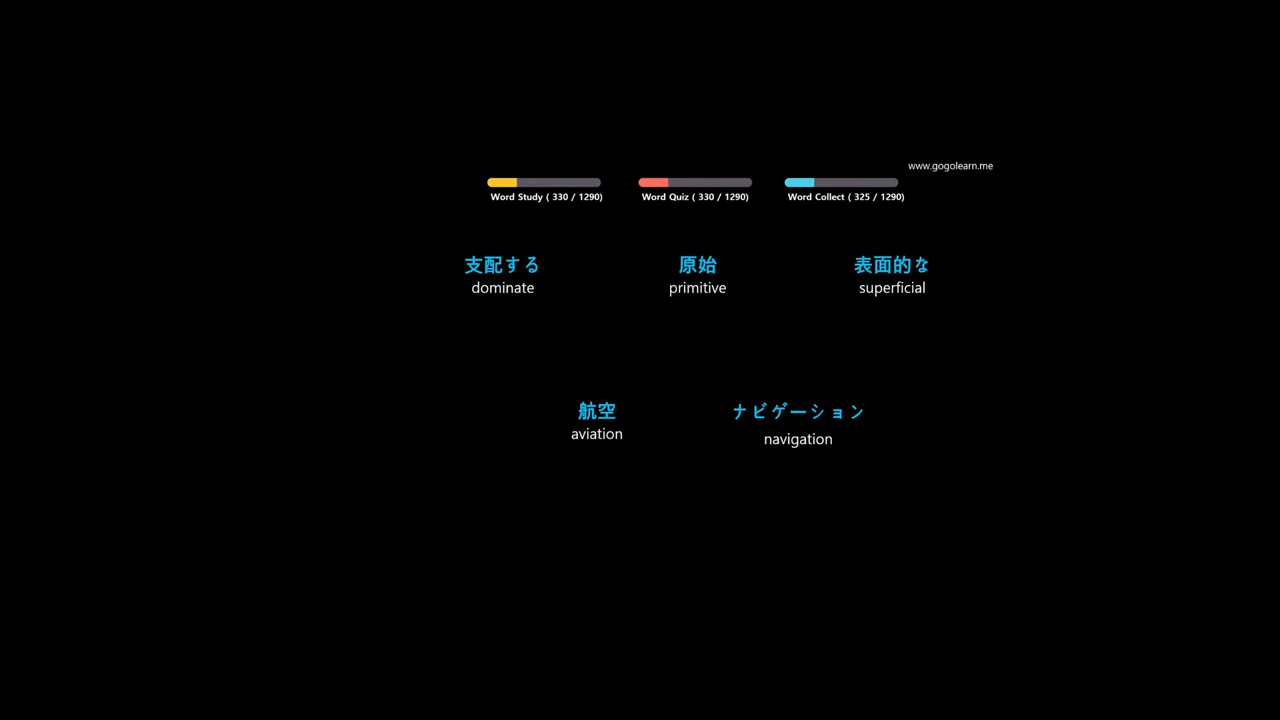 www.gogolearn.me
Word Study ( 330 / 1290)
Word Quiz ( 330 / 1290)
Word Collect ( 325 / 1290)
支配する
dominate
原始
primitive
表面的な
superficial
航空
aviation
ナビゲーション
navigation